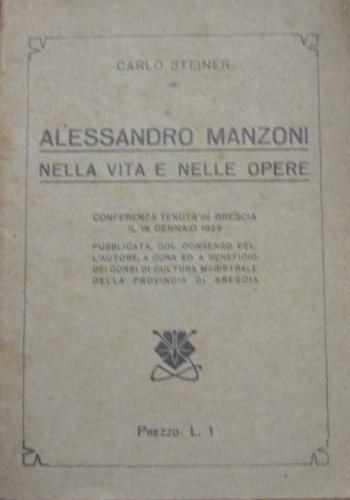 CARLO STEINER
ALESSANDRO MANZONI
NELLA VITA E NELLE OPERE
CONFERENZA TENUTA IN BRESCIA
IL 18 GENNAIO 1925
PUBBLICATA, COL CONSENSO DEL-
L'AUTORE, A CURA ED A BENEFICIO
DEI CORSI DI CULTURA MAGISTRALE
DELLA PROVINCIA DI BRESCIA
PREZZO L. 1